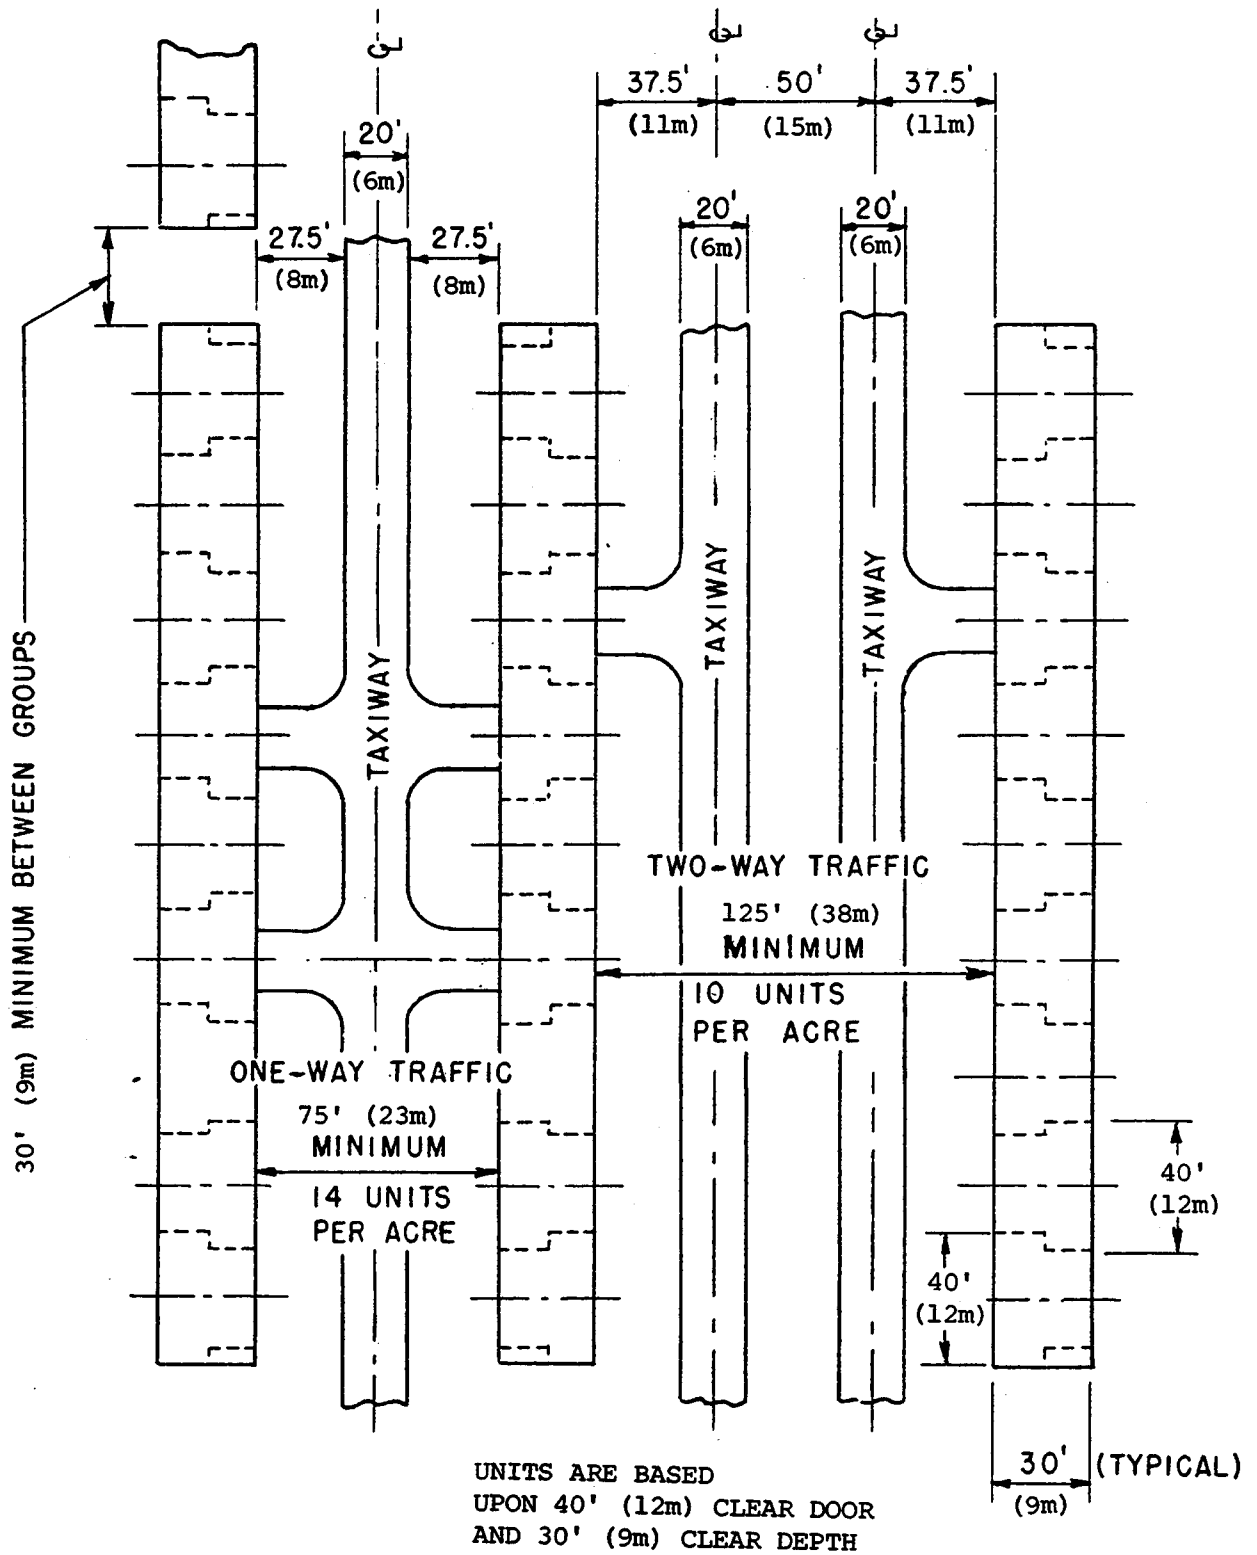 ℄
℄
℄
37.5'
50'
37.5'
(11m)
(15m)
(11m)
20'
(6m)
20'
(6m)
20'
(6m)
27.5'
(8m)
27.5'
(8m)
30' (9m) MINIMUM BETWEEN GROUPS
TAXIWAY
TAXIWAY
TAXIWAY
TWO-WAY TRAFFIC
125' (38m)
MINIMUM
10 UNITS
PER ACRE
ONE-WAY TRAFFIC
75' (23m)
MINIMUM
14 UNITS
PER ACRE
40'
(12m)
40'
(12m)
30' (TYPICAL)
(9m)
UNITS ARE BASED
UPON 40' (12m) CLEAR DOOR
AND 30' (9m) CLEAR DEPTH